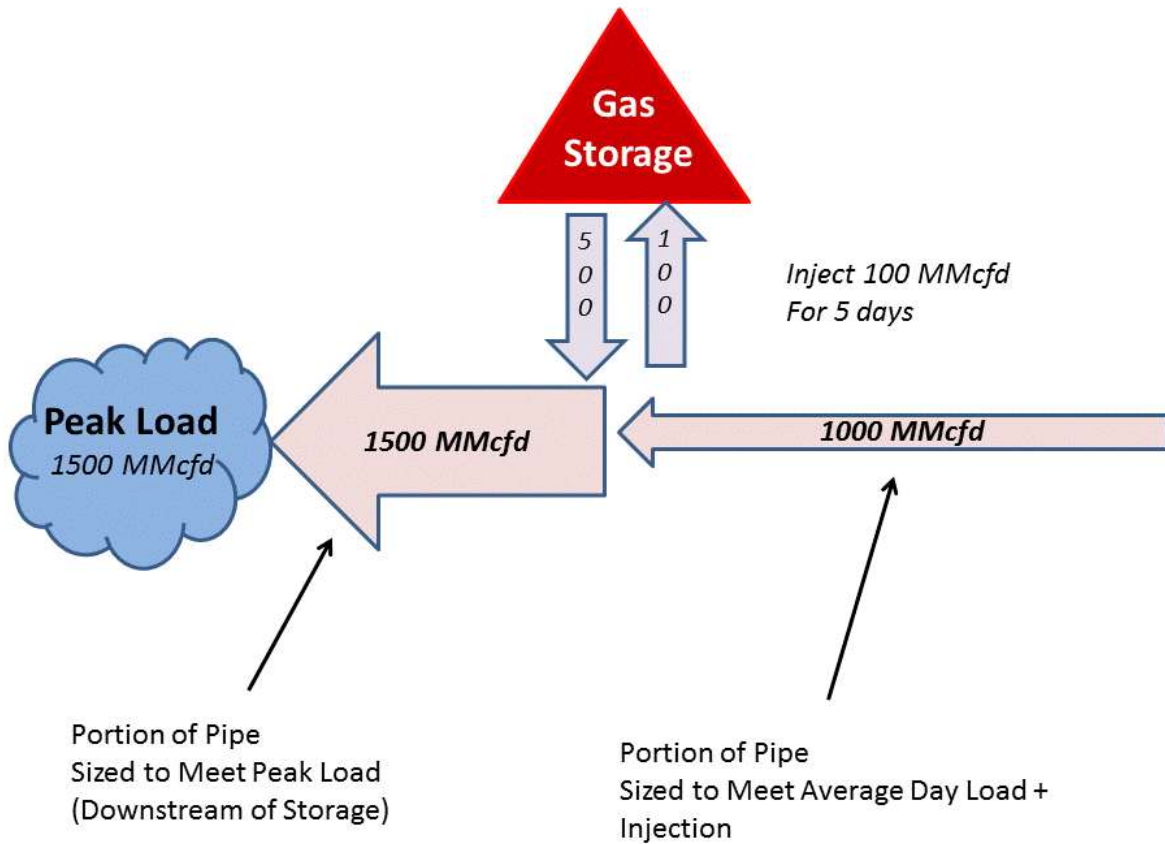 Gas
Storage
500
100
Inject 100 MMcfd
For 5 days
Peak Load
1500 MMcfd
1500 MMcfd
1000 MMcfd
Portion of Pipe
Sized to Meet Peak Load
(Downstream of Storage)
Portion of Pipe
Sized to Meet Average Day Load +
Injection